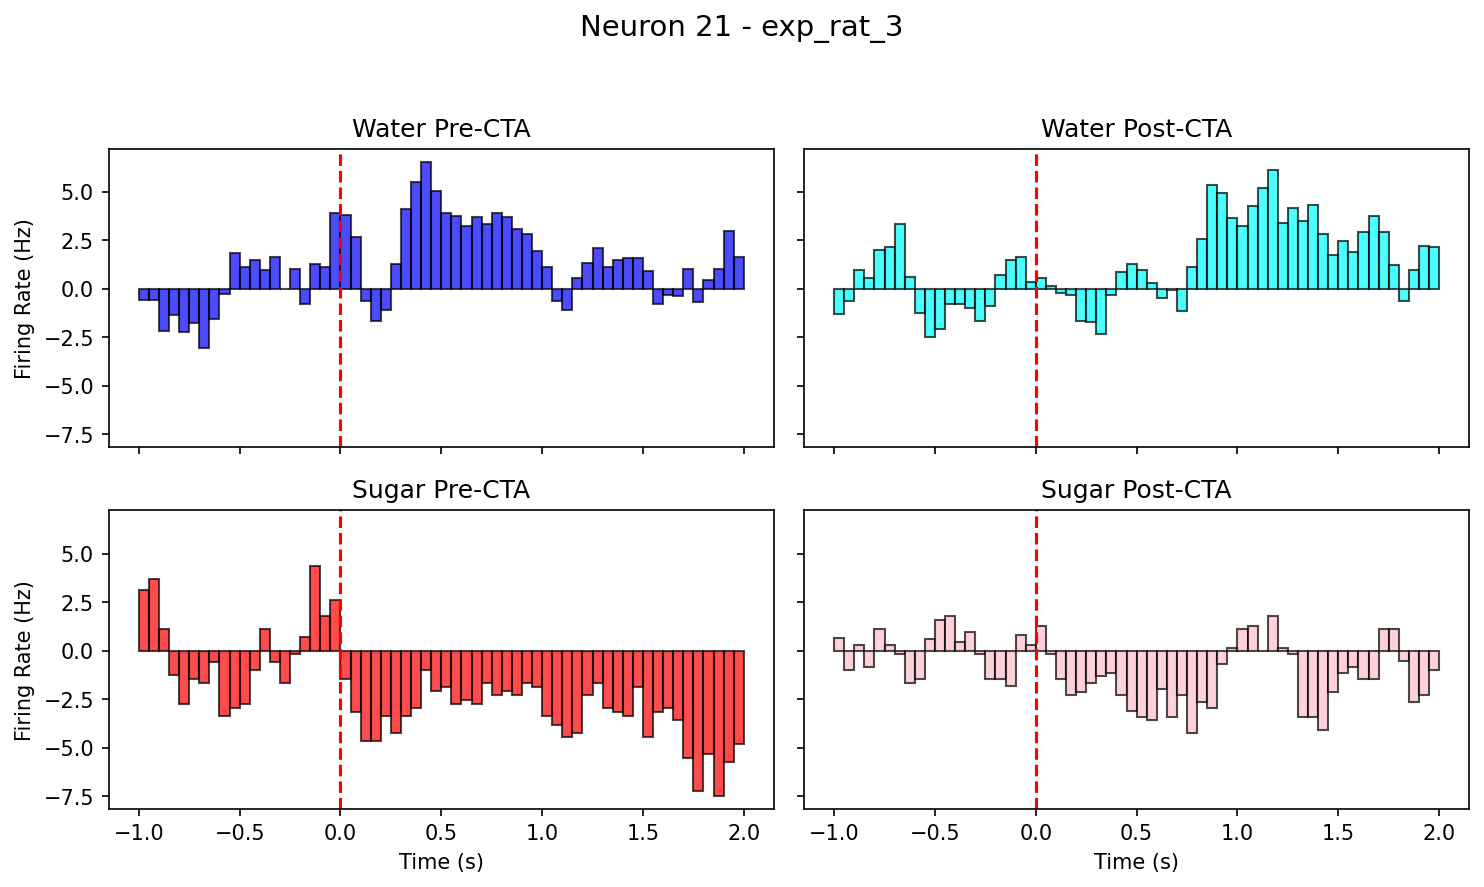 Neuron 21 - exp_rat_3
Water Pre-CTA
Water Post-CTA
Firing Rate (Hz)
5.0
2.5
0.0
−2.5
−5.0
−7.5
Sugar Pre-CTA
Sugar Post-CTA
Firing Rate (Hz)
5.0
2.5
0.0
−2.5
−5.0
−7.5
−1.0 −0.5 0.0 0.5 1.0 1.5 2.0
−1.0 −0.5 0.0 0.5 1.0 1.5 2.0
Time (s)
Time (s)